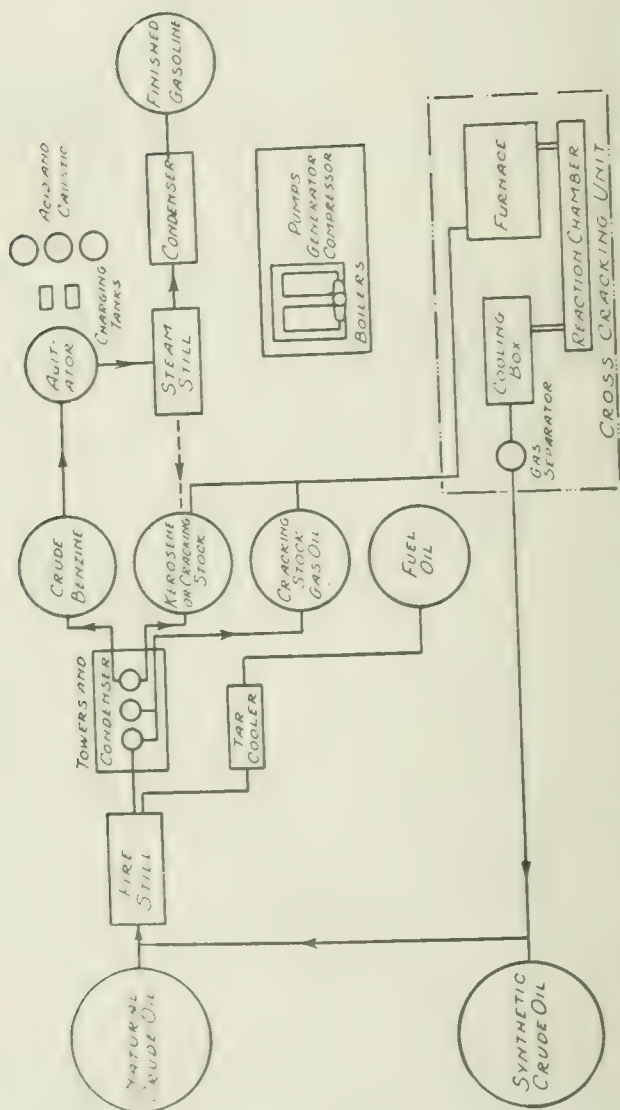 NATURAL
CRUDE OIL
FIRE
STILL
TOWERS AND
CONDENSER
CRUDE
BENZINE
AGIT-
ATOR
CHARGING
TANKS
ACID AND
CAUSTIC
STEAM
STILL
CONDENSER
FINISHED
GASOLINE
KEROSENE
OR CRACKING
STOCK
CRACKING
STOCK
GAS OIL
TAR
COOLER
FUEL
OIL
PUMPS
GENERATOR
COMPRESSOR
BOILERS
SYNTHETIC
CRUDE OIL
GAS
SEPARATOR
COOLING
BOX
FURNACE
REACTION CHAMBER
CROSS CRACKING UNIT